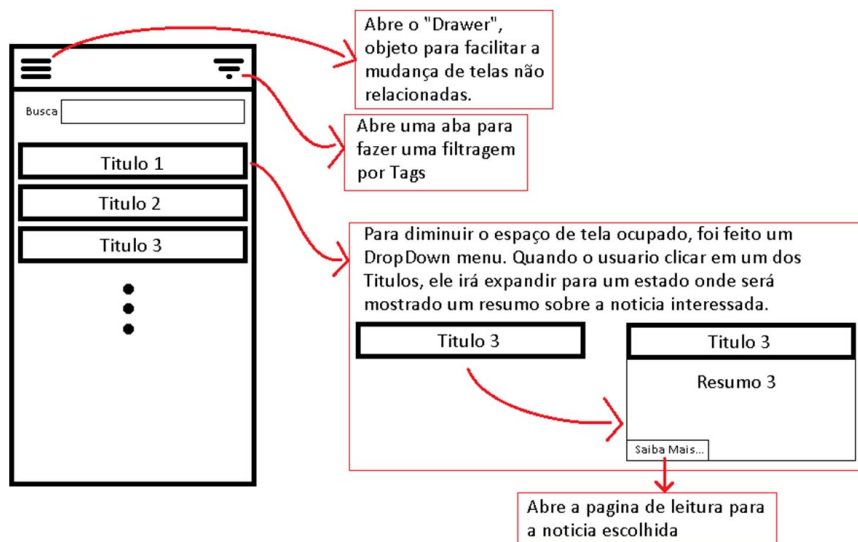 Abre o "Drawer",
objeto para facilitar a
mudança de telas não
relacionadas.
Busca
Abre uma aba para
fazer uma filtragem
por Tags
Titulo 1
Titulo 2
Titulo 3
Para diminuir o espaço de tela ocupado, foi feito um
DropDown menu. Quando o usuario clicar em um dos
Titulos, ele irá expandir para um estado onde será
mostrado um resumo sobre a noticia interessada.
Titulo 3
Titulo 3
Resumo 3
Saiba Mais...
Abre a pagina de leitura para
a noticia escolhida